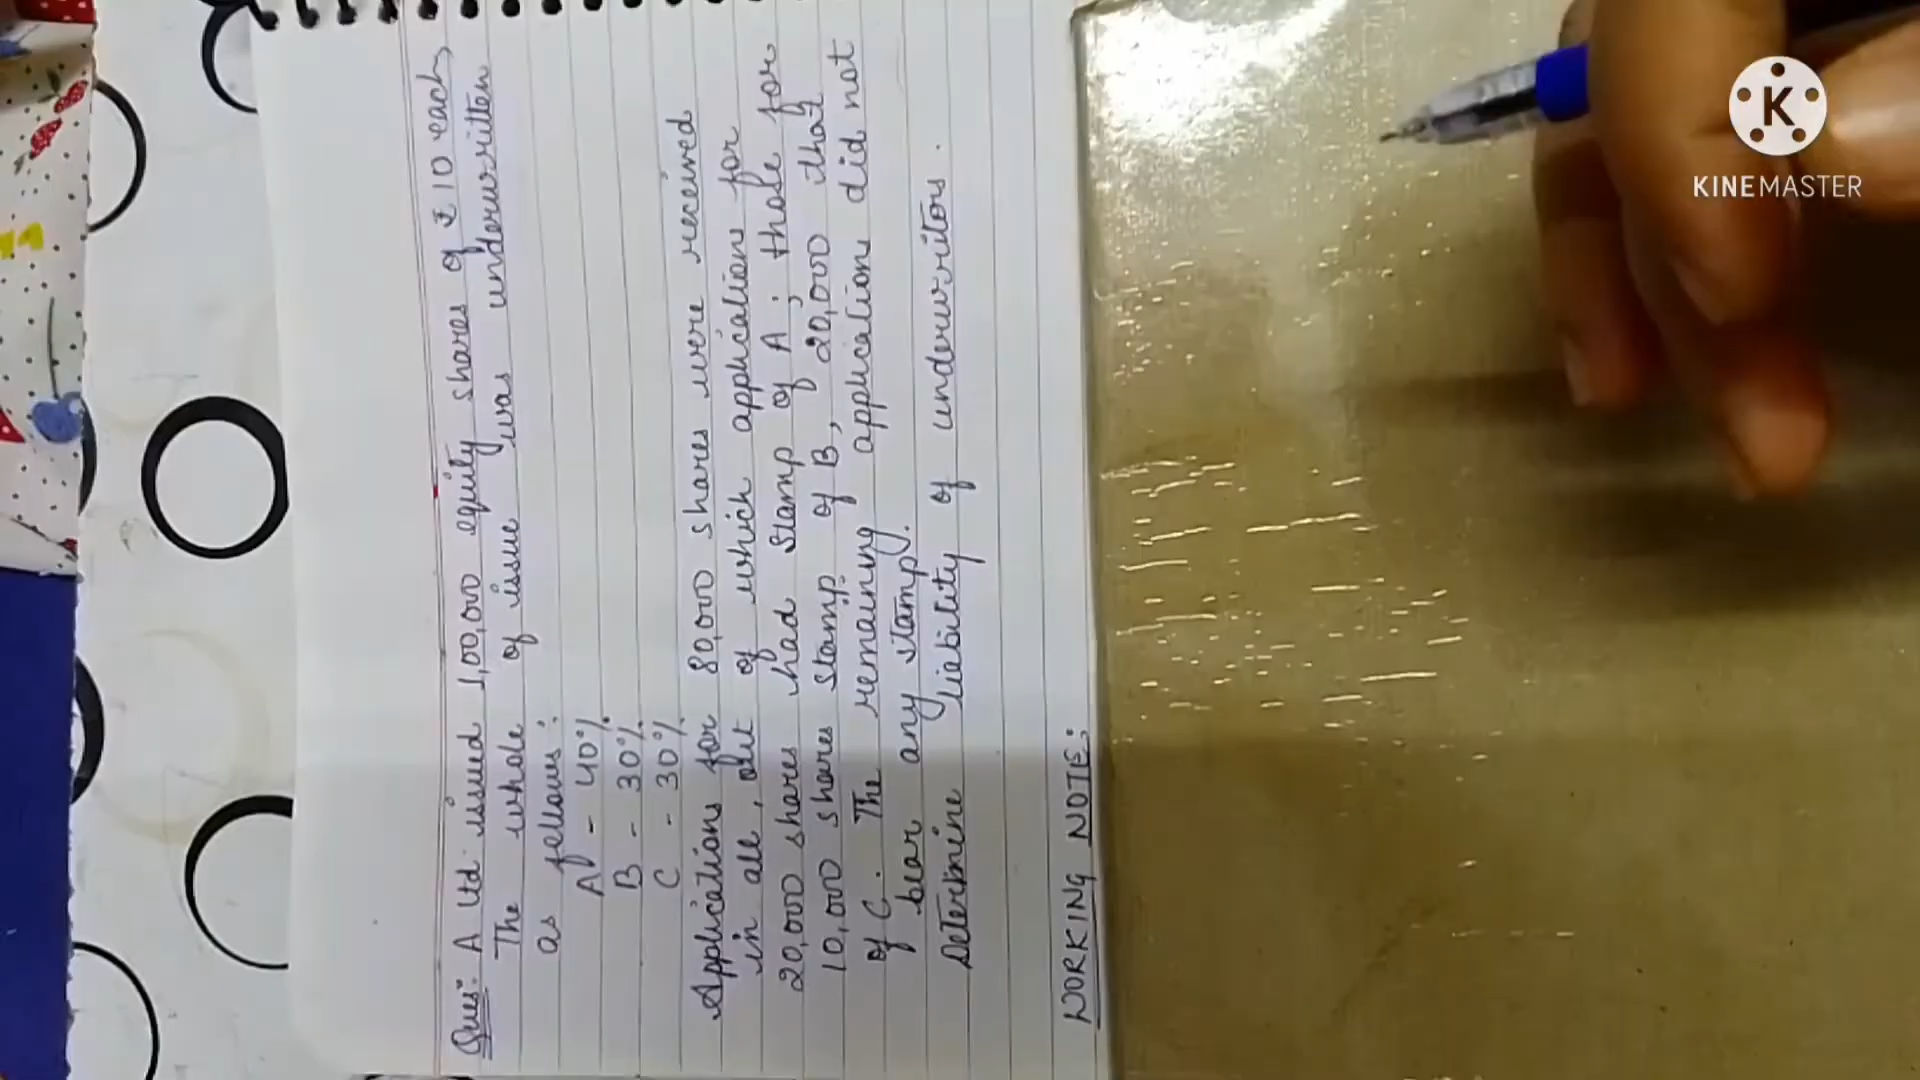 Ques:- A Ltd. issued 1,00,000 equity shares of ₹ 10 each,
The whole of issue was underwritten
as follows:
A - 40%
B - 30%
C - 30%
Applications for 80,000 shares were received
in all, out of which application for
20,000 shares had stamp of A; those for
10,000 shares stamp of B, 20,000 that
of C. The remaining application did not
bear any stamp.
Determine liability of underwritors.
WORKING NOTE:
K
KINEMASTER